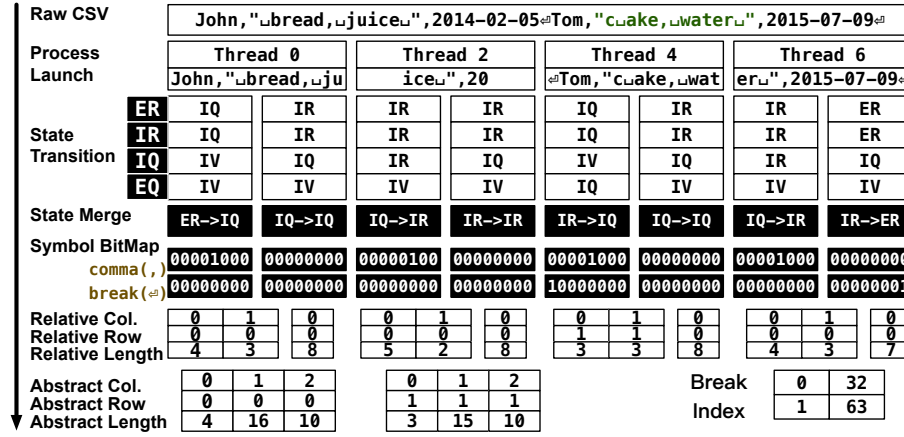 Raw CSV John,"␣bread,␣juice␣",2014-02-05⏎Tom,"c␣ake,␣water␣",2015-07-09⏎
Process Launch Thread 0 Thread 2 Thread 4 Thread 6
John,"␣bread,␣ju ice␣",20 ⏎Tom,"c␣ake,␣wat er␣",2015-07-09⏎
State Transition
ER IQ IR IR IR IQ IR IR ER
IR IQ IR IR IR IQ IR IR ER
IQ IV IQ IR IQ IV IQ IR IQ
EQ IV IV IV IV IQ IV IV IV
State Merge ER->IQ IQ->IQ IQ->IR IR->IR IR->IQ IQ->IQ IQ->IR IR->ER
Symbol BitMap
comma(,) 00001000 00000000 00000100 00000000 00001000 00000000 00001000 00000000
break(⏎) 00000000 00000000 00000000 00000000 10000000 00000000 00000000 00000001
Relative Col. 0 1 0 0 1 0 0 1 0 0 1 0
Relative Row 0 0 0 0 0 0 1 1 0 0 0 0
Relative Length 4 3 8 5 2 8 3 3 8 4 3 7
Abstract Col. 0 1 2 0 1 2
Abstract Row 0 0 0 1 1 1
Abstract Length 4 16 10 3 15 10
Break Index
0 32
1 63